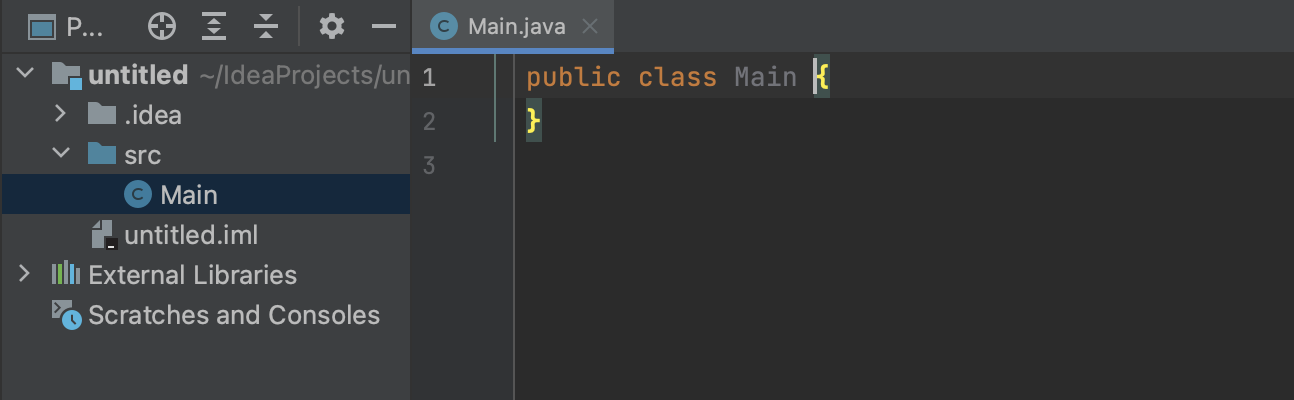 P...
Main.java
untitled ~/IdeaProjects/un
.idea
src
C Main
untitled.iml
External Libraries
Scratches and Consoles
1 public class Main {
2 }
3